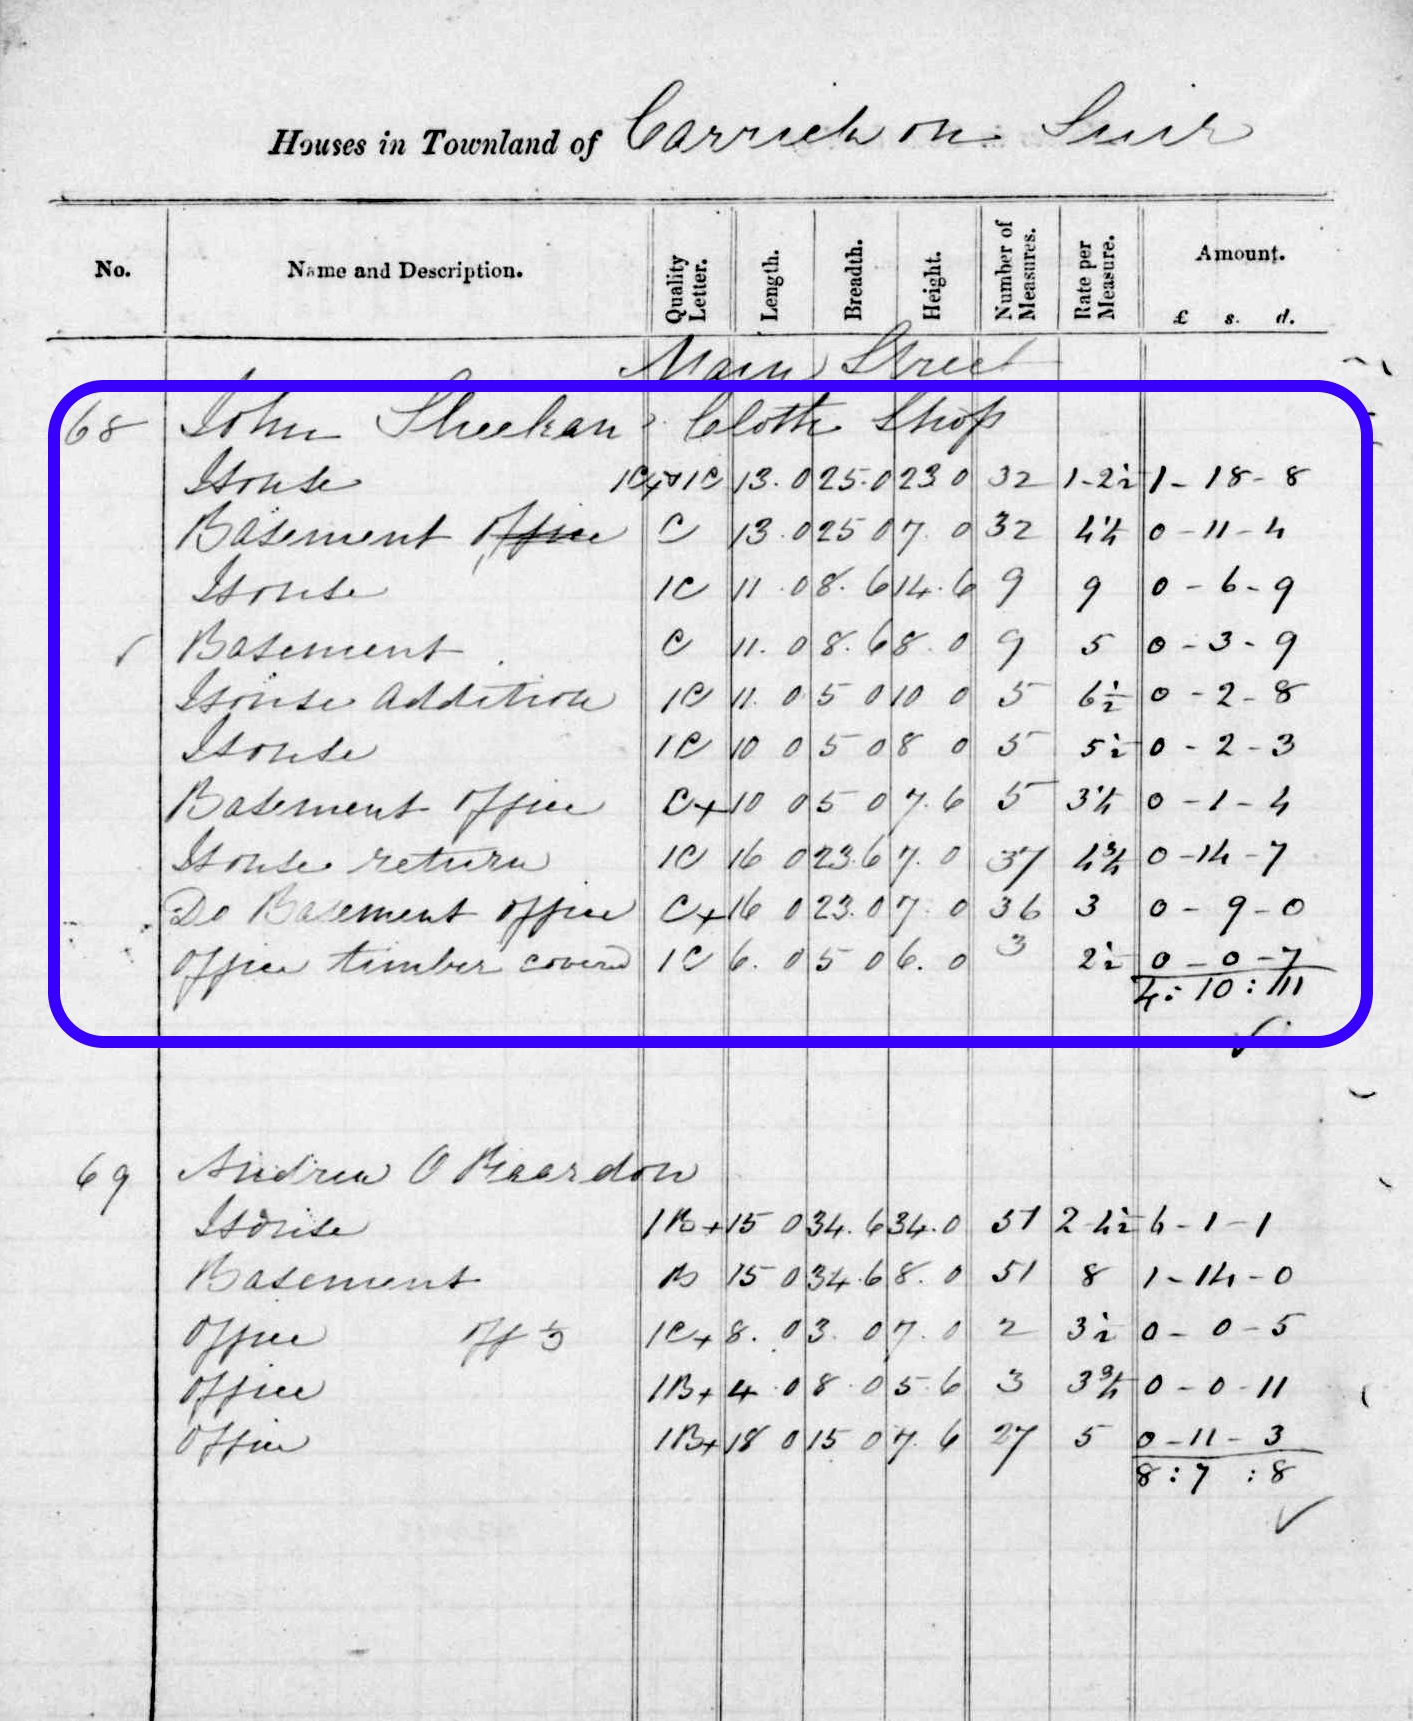 Houses in Townland of Carrick on Suir
No. Name and Description. Quality Letter. Length. Breadth. Height. Number of Measures. Rate per Measure. Amount. £ s. d.
Main Street
68 John Sheehan Cloth Shop
House 1C+ & 1C 13.0 25.0 23 0 32 1-2½ 1-18-8
Basement office C 13.0 25 0 7. 0 32 4¼ 0-11-4
House 1C 11.0 8.6 14.6 9 9 0-6-9
Basement C 11.0 8.6 8.0 9 5 0-3-9
House addition 1C 11.0 5 0 10 0 5 6½ 0-2-8
House 1C 10 0 5 0 8 0 5 5½ 0-2-3
Basement office C+ 10 0 5 0 7.6 5 3¼ 0-1-4
House return 1C 16 0 23.6 7.0 37 4¾ 0-14-7
Do Basement office C+ 16 0 23.0 7.0 36 3 0-9-0
office timber covered 1C 6.0 5 0 6.0 3 2½ 0-0-7
4:10:11
69 Andrew O Reardon
House 1B+ 15 0 34.6 34.0 51 2-4½ 6-1-1
Basement B 15 0 34.6 8.0 51 8 1-14-0
office off ⅓ 1C+ 8.0 3.0 7.0 2 3½ 0-0-5
office 1B+ 4.0 8.0 5.6 3 3¾ 0-0-11
office 1B+ 18 0 15 0 7.6 27 5 0-11-3
8:7:8